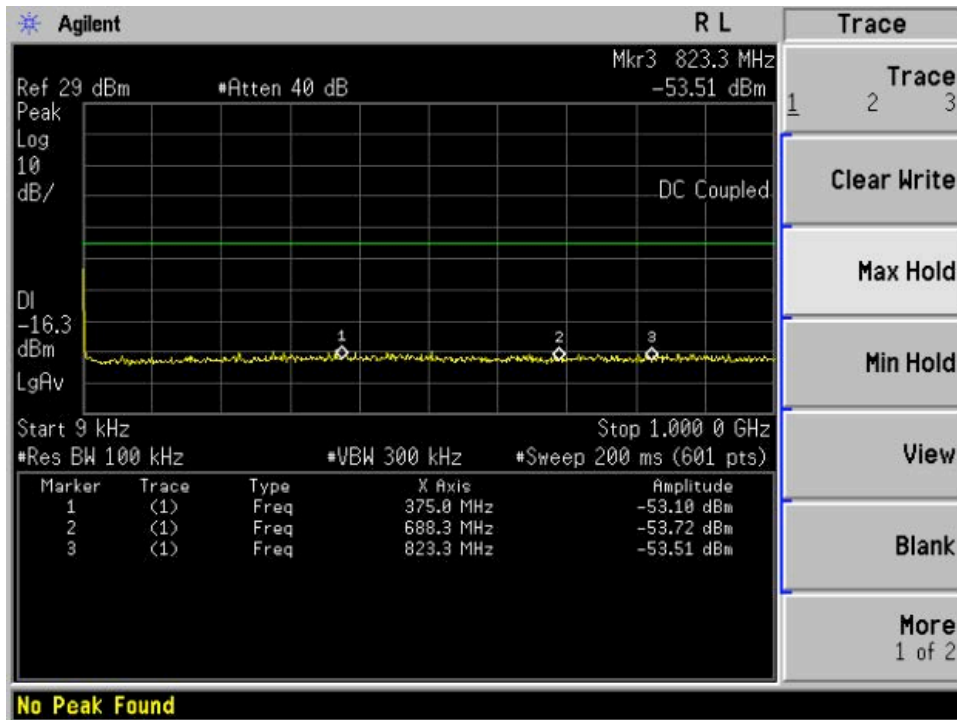 Agilent
R L
Trace
Mkr3 823.3 MHz
Ref 29 dBm #Atten 40 dB -53.51 dBm
Trace
1 2 3
Peak
Log
10
dB/
DC Coupled
Clear Write
Max Hold
DI
-16.3
dBm
LgAv
1 2 3
Min Hold
Start 9 kHz Stop 1.000 0 GHz
#Res BW 100 kHz #VBW 300 kHz #Sweep 200 ms (601 pts)
View
Marker Trace Type X Axis Amplitude
1 (1) Freq 375.0 MHz -53.10 dBm
2 (1) Freq 688.3 MHz -53.72 dBm
3 (1) Freq 823.3 MHz -53.51 dBm
Blank
More
1 of 2
No Peak Found